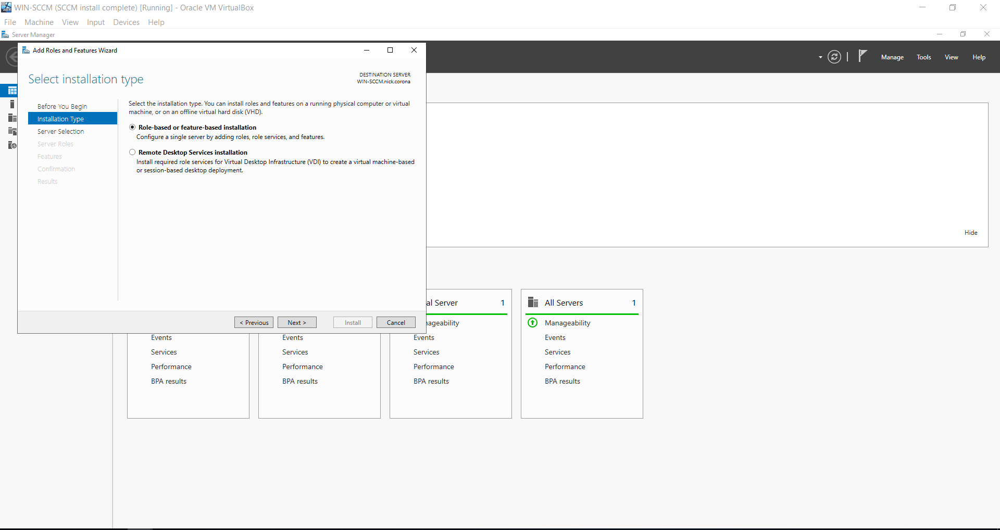 WIN-SCCM (SCCM install complete) [Running] - Oracle VM VirtualBox
File Machine View Input Devices Help
Server Manager
Add Roles and Features Wizard
Manage Tools View Help
Select installation type
DESTINATION SERVER
WIN-SCCM.nick.corona
Before You Begin
Installation Type
Server Selection
Server Roles
Features
Confirmation
Results
Select the installation type. You can install roles and features on a running physical computer or virtual
machine, or on an offline virtual hard disk (VHD).
Role-based or feature-based installation
Configure a single server by adding roles, role services, and features.
Remote Desktop Services installation
Install required role services for Virtual Desktop Infrastructure (VDI) to create a virtual machine-based
or session-based desktop deployment.
< Previous Next > Install Cancel
Hide
Events
Services
Performance
BPA results
Events
Services
Performance
BPA results
al Server 1
nageability
Events
Services
Performance
BPA results
All Servers 1
Manageability
Events
Services
Performance
BPA results